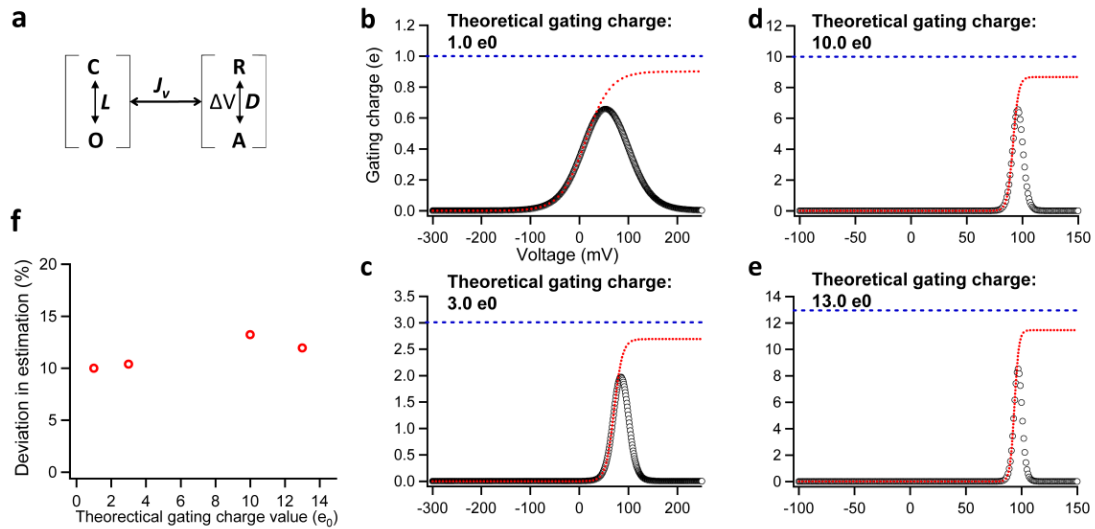 a
C
R
L
J_v
ΔV
D
O
A
b
Theoretical gating charge:
1.0 e0
Gating charge (e)
1.2
1.0
0.8
0.6
0.4
0.2
0.0
-300 -200 -100 0 100 200
Voltage (mV)
d
Theoretical gating charge:
10.0 e0
12
10
8
6
4
2
0
-100 -50 0 50 100 150
f
Deviation in estimation (%)
20
15
10
5
0
0 2 4 6 8 10 12 14
Theorectical gating charge value (e₀)
c
Theoretical gating charge:
3.0 e0
3.5
3.0
2.5
2.0
1.5
1.0
0.5
0.0
-300 -200 -100 0 100 200
e
Theoretical gating charge:
13.0 e0
14
12
10
8
6
4
2
0
-100 -50 0 50 100 150